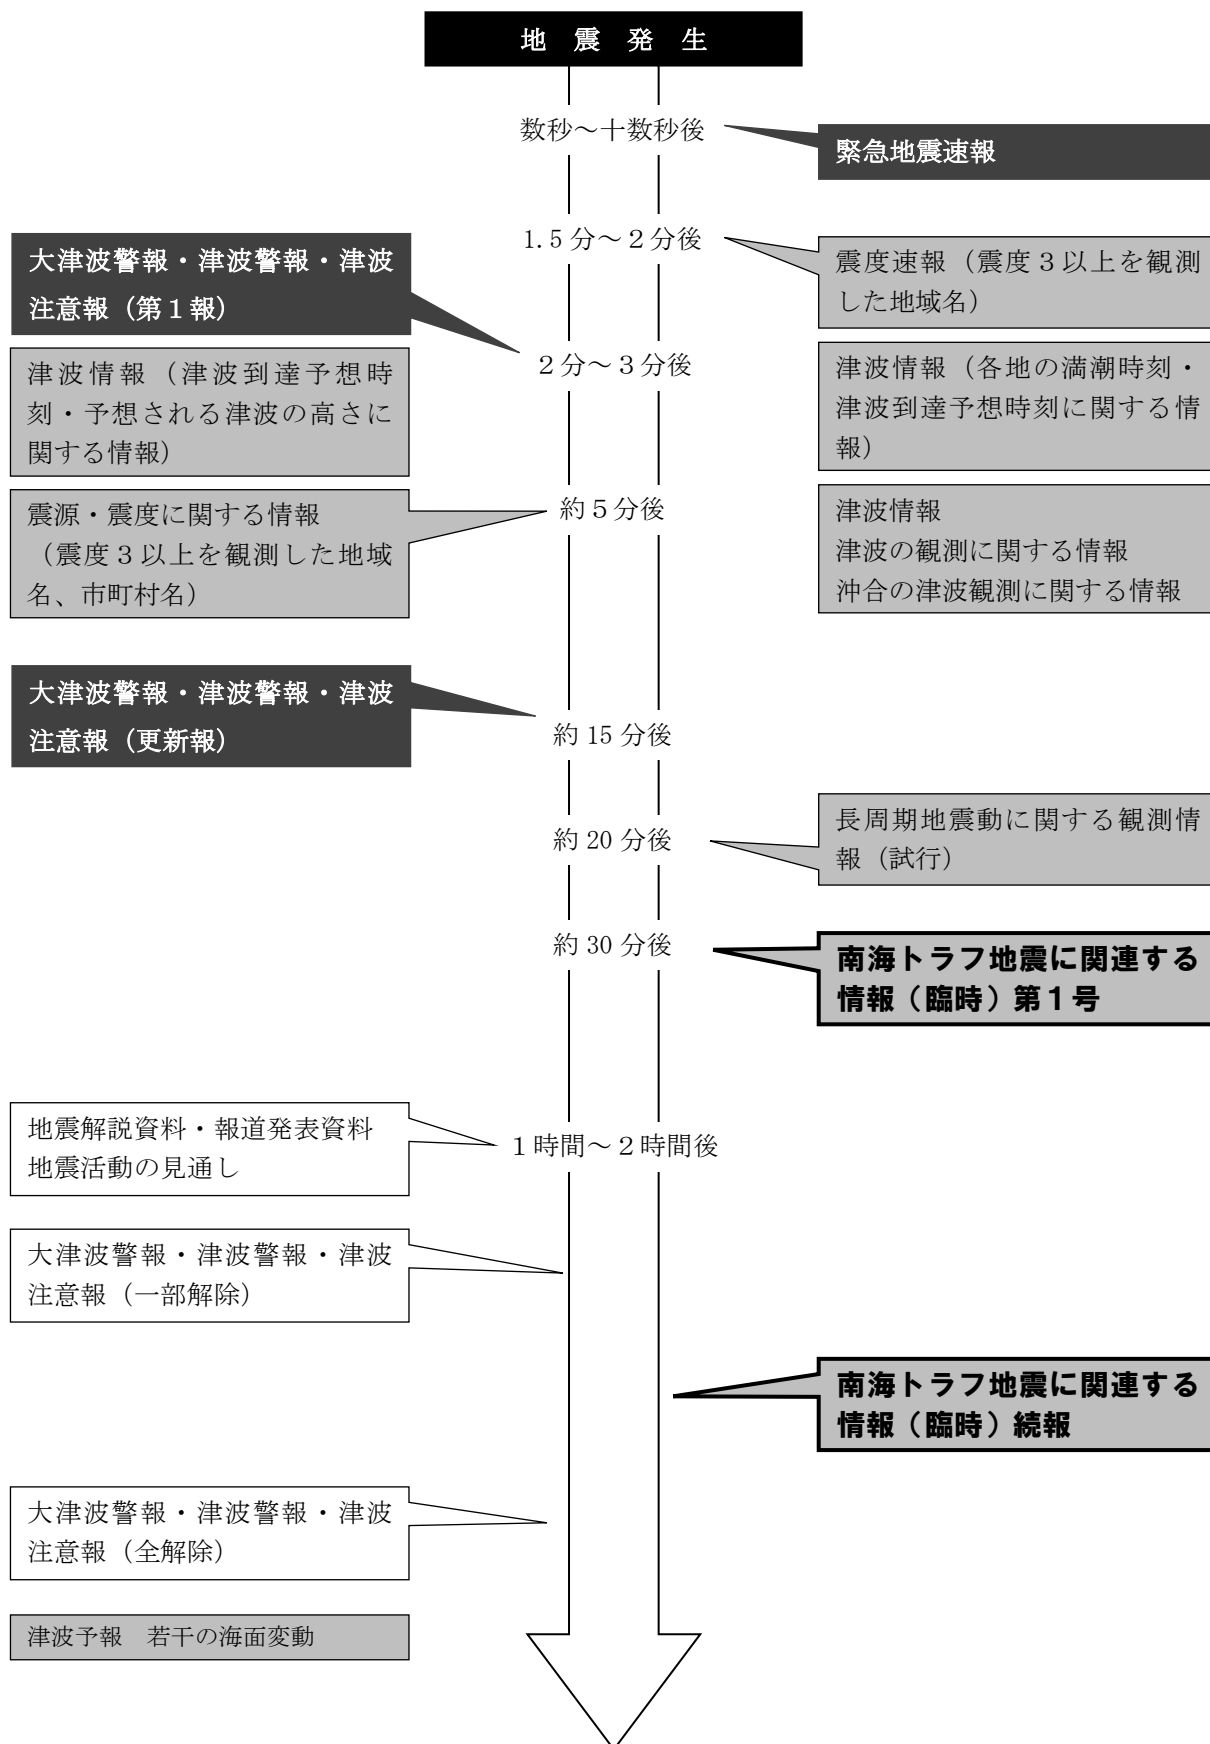 地　震　発　生
数秒～十数秒後
緊急地震速報
1.5 分～２分後
震度速報（震度３以上を観測
した地域名）
大津波警報・津波警報・津波
注意報（第１報）
２分～３分後
津波情報（津波到達予想時
刻・予想される津波の高さに
関する情報）
津波情報（各地の満潮時刻・
津波到達予想時刻に関する情
報）
震源・震度に関する情報
（震度３以上を観測した地域
名、市町村名）
約５分後
津波情報
津波の観測に関する情報
沖合の津波観測に関する情報
大津波警報・津波警報・津波
注意報（更新報）
約 15 分後
約 20 分後
長周期地震動に関する観測情
報（試行）
約 30 分後
南海トラフ地震に関連する
情報（臨時）第１号
地震解説資料・報道発表資料
地震活動の見通し
１時間～２時間後
大津波警報・津波警報・津波
注意報（一部解除）
南海トラフ地震に関連する
情報（臨時）続報
大津波警報・津波警報・津波
注意報（全解除）
津波予報　若干の海面変動